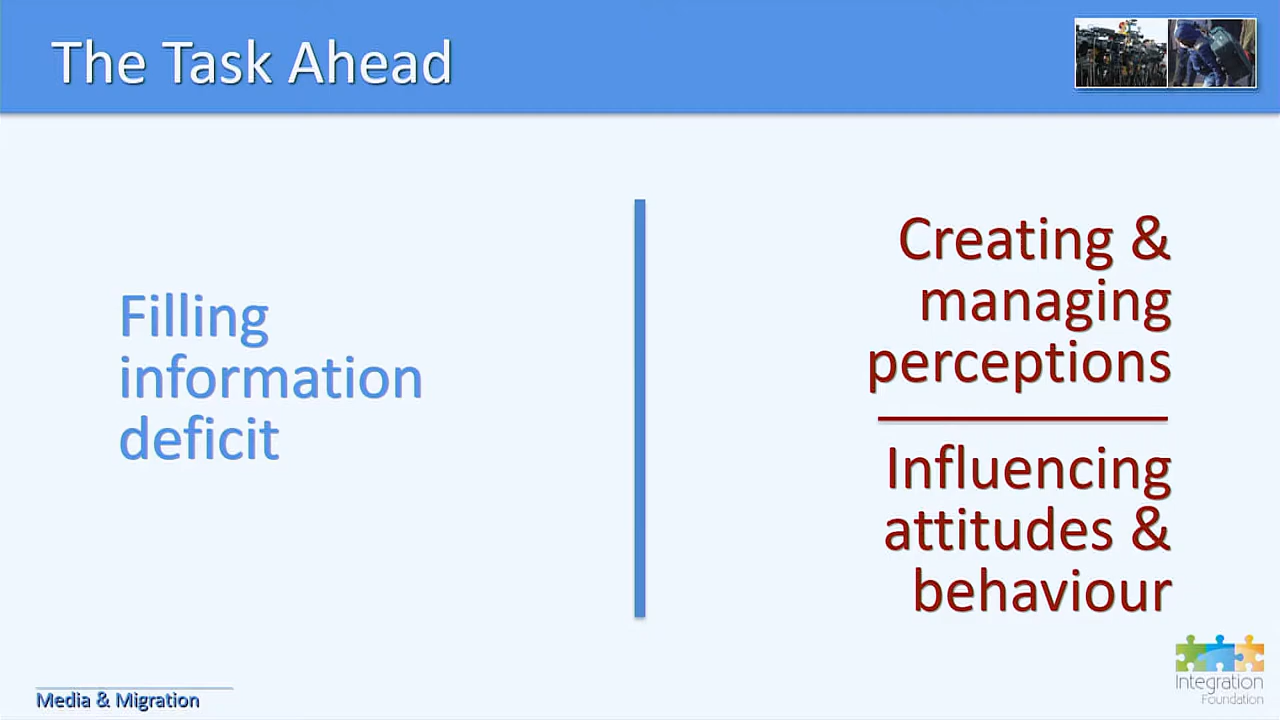 The Task Ahead
Filling
information
deficit
Creating &
managing
perceptions
Influencing
attitudes &
behaviour
Media & Migration
Integration
Foundation